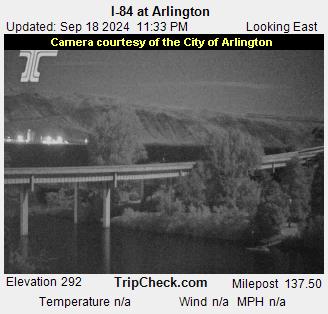 I-84 at Arlington
Updated: Sep 18 2024 11:33 PM Looking East
Camera courtesy of the City of Arlington
Elevation 292 TripCheck.com Milepost 137.50
Temperature n/a Wind n/a MPH n/a